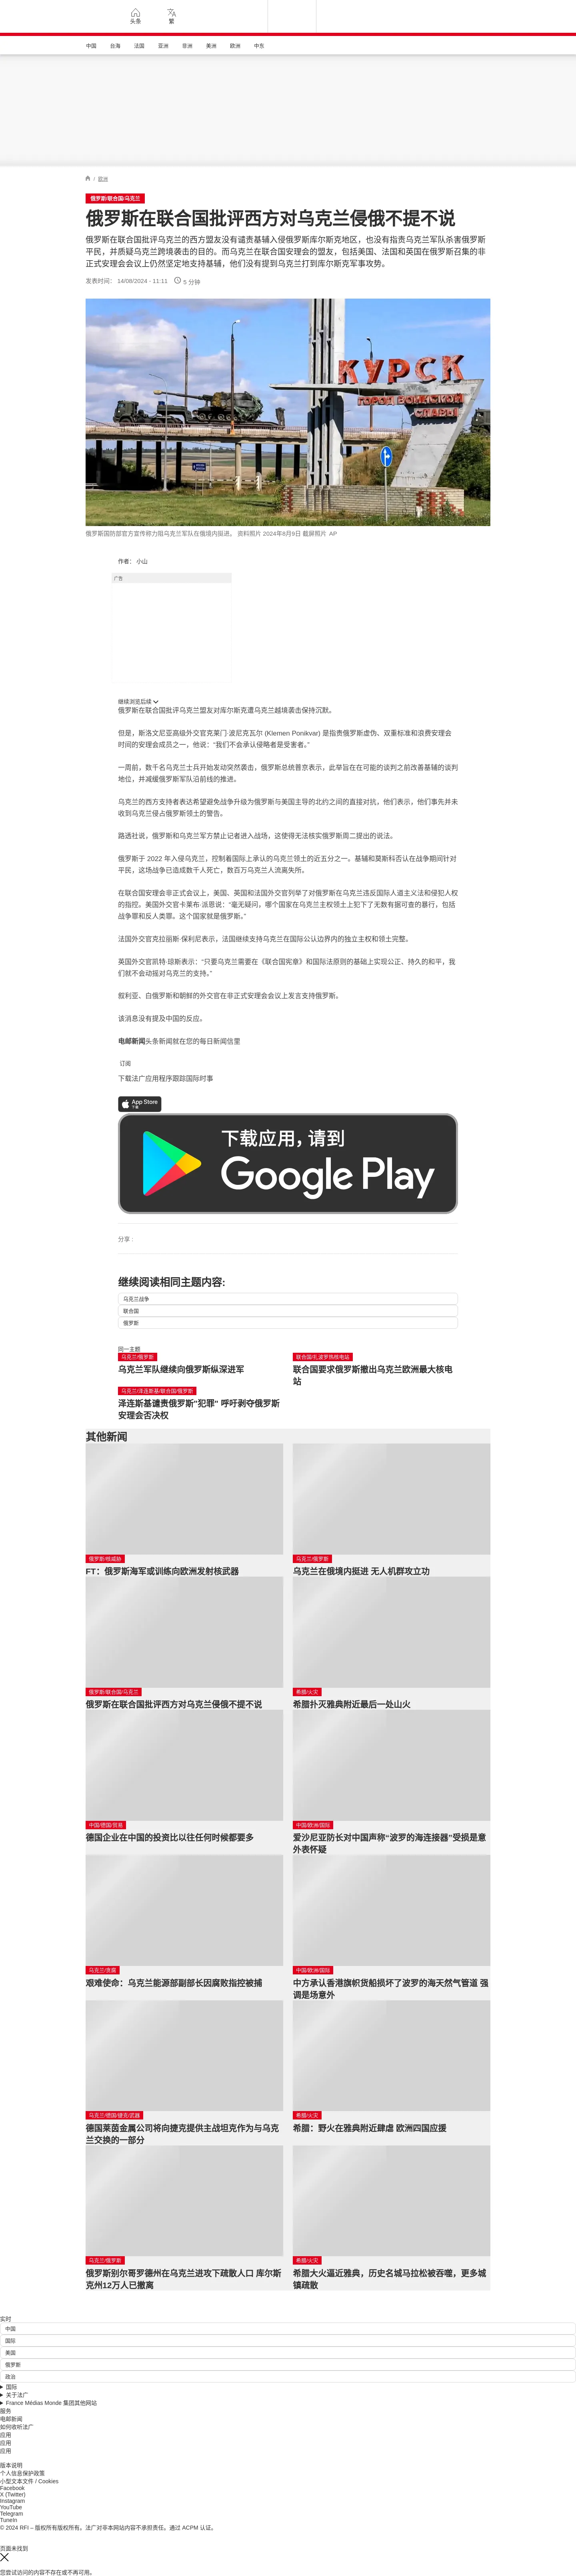 头条
繁
中国
台海
法国
亚洲
非洲
美洲
欧洲
中东
/ 欧洲
俄罗斯/联合国/乌克兰
俄罗斯在联合国批评西方对乌克兰侵俄不提不说
俄罗斯在联合国批评乌克兰的西方盟友没有谴责基辅入侵俄罗斯库尔斯克地区，也没有指责乌克兰军队杀害俄罗斯
平民，并质疑乌克兰跨境袭击的目的。而乌克兰在联合国安理会的盟友，包括美国、法国和英国在俄罗斯召集的非
正式安理会会议上仍然坚定地支持基辅，他们没有提到乌克兰打到库尔斯克军事攻势。
发表时间： 14/08/2024 - 11:11
5 分钟
КУРСК
ГОРОД ВОИНСКОЙ
СЛАВЫ
俄罗斯国防部官方宣传称力阻乌克兰军队在俄境内挺进。 资料照片 2024年8月9日 截屏照片 AP
作者： 小山
广告
继续浏览后续
俄罗斯在联合国批评乌克兰盟友对库尔斯克遭乌克兰越境袭击保持沉默。
但是，斯洛文尼亚高级外交官克莱门·波尼克瓦尔 (Klemen Ponikvar) 是指责俄罗斯虚伪、双重标准和浪费安理会
时间的安理会成员之一，他说：“我们不会承认侵略者是受害者。”
一周前，数千名乌克兰士兵开始发动突然袭击，俄罗斯总统普京表示，此举旨在在可能的谈判之前改善基辅的谈判
地位，并减缓俄罗斯军队沿前线的推进。
乌克兰的西方支持者表达希望避免战争升级为俄罗斯与美国主导的北约之间的直接对抗，他们表示，他们事先并未
收到乌克兰侵占俄罗斯领土的警告。
路透社说，俄罗斯和乌克兰军方禁止记者进入战场，这使得无法核实俄罗斯周二提出的说法。
俄罗斯于 2022 年入侵乌克兰，控制着国际上承认的乌克兰领土的近五分之一。基辅和莫斯科否认在战争期间针对
平民，这场战争已造成数千人死亡，数百万乌克兰人流离失所。
在联合国安理会非正式会议上，美国、英国和法国外交官列举了对俄罗斯在乌克兰违反国际人道主义法和侵犯人权
的指控。美国外交官卡莱布·派恩说：“毫无疑问，哪个国家在乌克兰主权领土上犯下了无数有据可查的暴行，包括
战争罪和反人类罪。这个国家就是俄罗斯。”
法国外交官克拉丽斯·保利尼表示，法国继续支持乌克兰在国际公认边界内的独立主权和领土完整。
英国外交官凯特·琼斯表示：“只要乌克兰需要在《联合国宪章》和国际法原则的基础上实现公正、持久的和平，我
们就不会动摇对乌克兰的支持。”
叙利亚、白俄罗斯和朝鲜的外交官在非正式安理会会议上发言支持俄罗斯。
该消息没有提及中国的反应。
电邮新闻头条新闻就在您的每日新闻信里
订阅
下载法广应用程序跟踪国际时事
App Store
下载
下载应用，请到
Google Play
分享 :
继续阅读相同主题内容:
乌克兰战争
联合国
俄罗斯
同一主题
乌克兰/俄罗斯
乌克兰军队继续向俄罗斯纵深进军
联合国/扎波罗热核电站
联合国要求俄罗斯撤出乌克兰欧洲最大核电
站
乌克兰/泽连斯基/联合国/俄罗斯
泽连斯基谴责俄罗斯"犯罪" 呼吁剥夺俄罗斯
安理会否决权
其他新闻
俄罗斯/核威胁
FT：俄罗斯海军或训练向欧洲发射核武器
乌克兰/俄罗斯
乌克兰在俄境内挺进 无人机群攻立功
俄罗斯/联合国/乌克兰
俄罗斯在联合国批评西方对乌克兰侵俄不提不说
希腊/火灾
希腊扑灭雅典附近最后一处山火
中国/德国/贸易
德国企业在中国的投资比以往任何时候都要多
中国/欧洲/国际
爱沙尼亚防长对中国声称“波罗的海连接器”受损是意
外表怀疑
乌克兰/贪腐
艰难使命：乌克兰能源部副部长因腐败指控被捕
中国/欧洲/国际
中方承认香港旗帜货船损坏了波罗的海天然气管道 强
调是场意外
乌克兰/德国/捷克/武器
德国莱茵金属公司将向捷克提供主战坦克作为与乌克
兰交换的一部分
希腊/火灾
希腊：野火在雅典附近肆虐 欧洲四国应援
乌克兰/俄罗斯
俄罗斯别尔哥罗德州在乌克兰进攻下疏散人口 库尔斯
克州12万人已撤离
希腊/火灾
希腊大火逼近雅典，历史名城马拉松被吞噬，更多城
镇疏散
实时
中国
国际
美国
俄罗斯
政治
国际
关于法广
France Médias Monde 集团其他网站
服务
电邮新闻
如何收听法广
应用
应用
应用
版本说明
个人信息保护政策
小型文本文件 / Cookies
Facebook
X (Twitter)
Instagram
YouTube
Telegram
TuneIn
© 2024 RFI – 版权所有版权所有。法广对非本网站内容不承担责任。通过 ACPM 认证。
页面未找到
您尝试访问的内容不存在或不再可用。